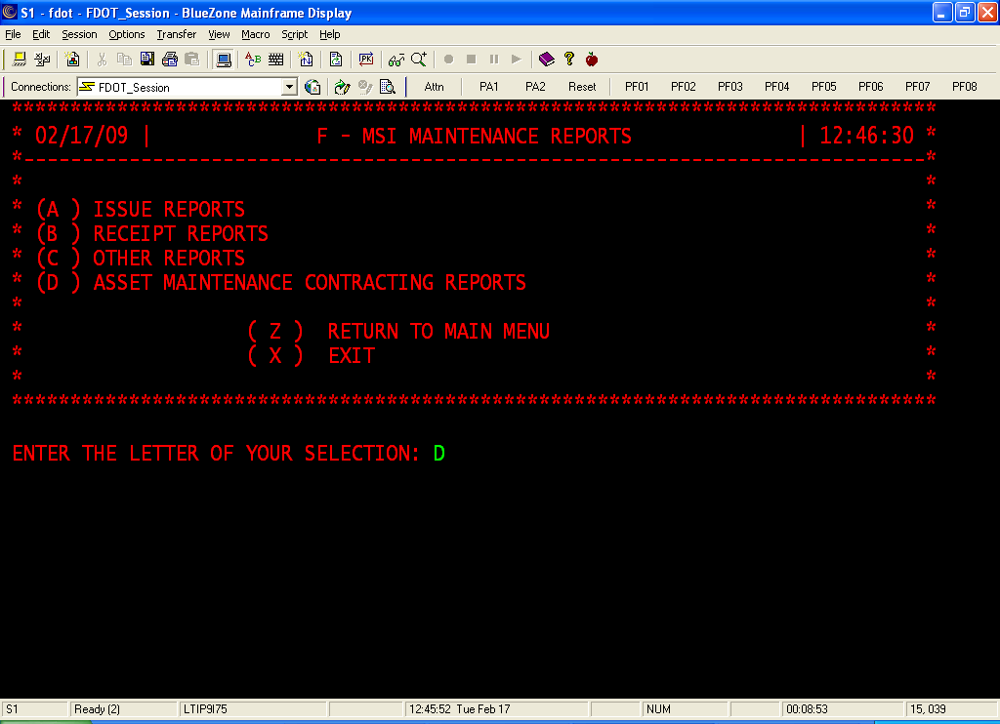 S1 - fdot - FDOT_Session - BlueZone Mainframe Display
File Edit Session Options Transfer View Macro Script Help
Connections: FDOT_Session Attn PA1 PA2 Reset PF01 PF02 PF03 PF04 PF05 PF06 PF07 PF08
*******************************************************************************
* 02/17/09 | F - MSI MAINTENANCE REPORTS | 12:46:30 *
*-----------------------------------------------------------------------------*
* *
* (A ) ISSUE REPORTS *
* (B ) RECEIPT REPORTS *
* (C ) OTHER REPORTS *
* (D ) ASSET MAINTENANCE CONTRACTING REPORTS *
* *
* ( Z ) RETURN TO MAIN MENU *
* ( X ) EXIT *
* *
*******************************************************************************
ENTER THE LETTER OF YOUR SELECTION: D
S1 Ready (2) LTIP9I75 12:45:52 Tue Feb 17 NUM 00:08:53 15, 039